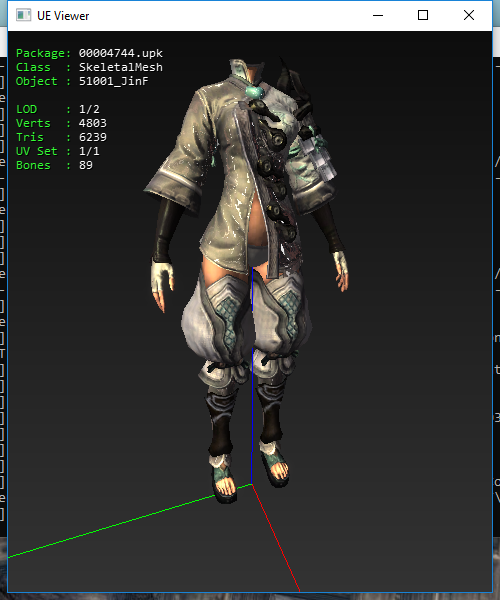 UE Viewer
Package: 00004744.upk
Class  : SkeletalMesh
Object : 51001_JinF
LOD    : 1/2
Verts  : 4803
Tris   : 6239
UV Set : 1/1
Bones  : 89